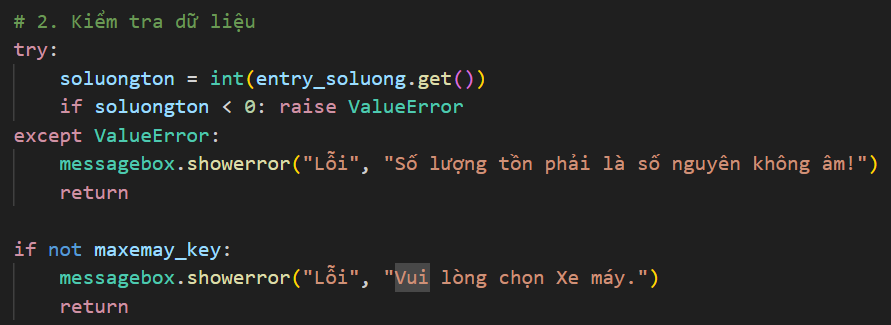 # 2. Kiểm tra dữ liệu
try:
    soluongton = int(entry_soluong.get())
    if soluongton < 0: raise ValueError
except ValueError:
    messagebox.showerror("Lỗi", "Số lượng tồn phải là số nguyên không âm!")
    return

if not maxemay_key:
    messagebox.showerror("Lỗi", "Vui lòng chọn Xe máy.")
    return